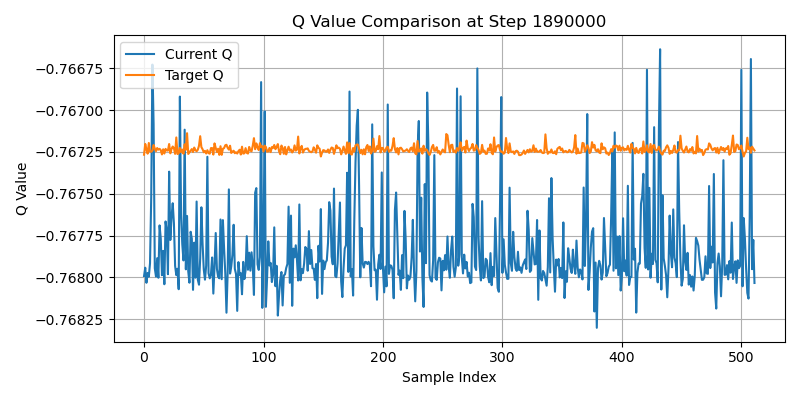 Q Value Comparison at Step 1890000
Current Q
Target Q
−0.76675
−0.76700
−0.76725
−0.76750
−0.76775
−0.76800
−0.76825
Q Value
0 100 200 300 400 500
Sample Index